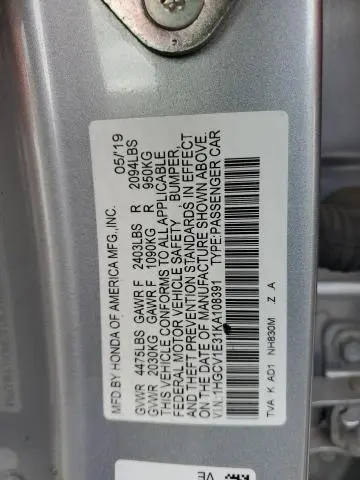 MFD.BY HONDA OF AMERICA MFG.,INC. 05/'19
GVWR 4475LBS GAWR F 2403LBS R 2094LBS
GVWR 2030KG GAWR F 1090KG R 950KG
THIS VEHICLE CONFORMS TO ALL APPLICABLE
FEDERAL MOTOR VEHICLE SAFETY BUMPER,
AND THEFT PREVENTION STANDARDS IN EFFECT
ON THE DATE OF MANUFACTURE SHOWN ABOVE.
V.I.N.:1HGCV1E31KA108391 TYPE:PASSENGER CAR
TVA K AD1 NH830M Z A
VE